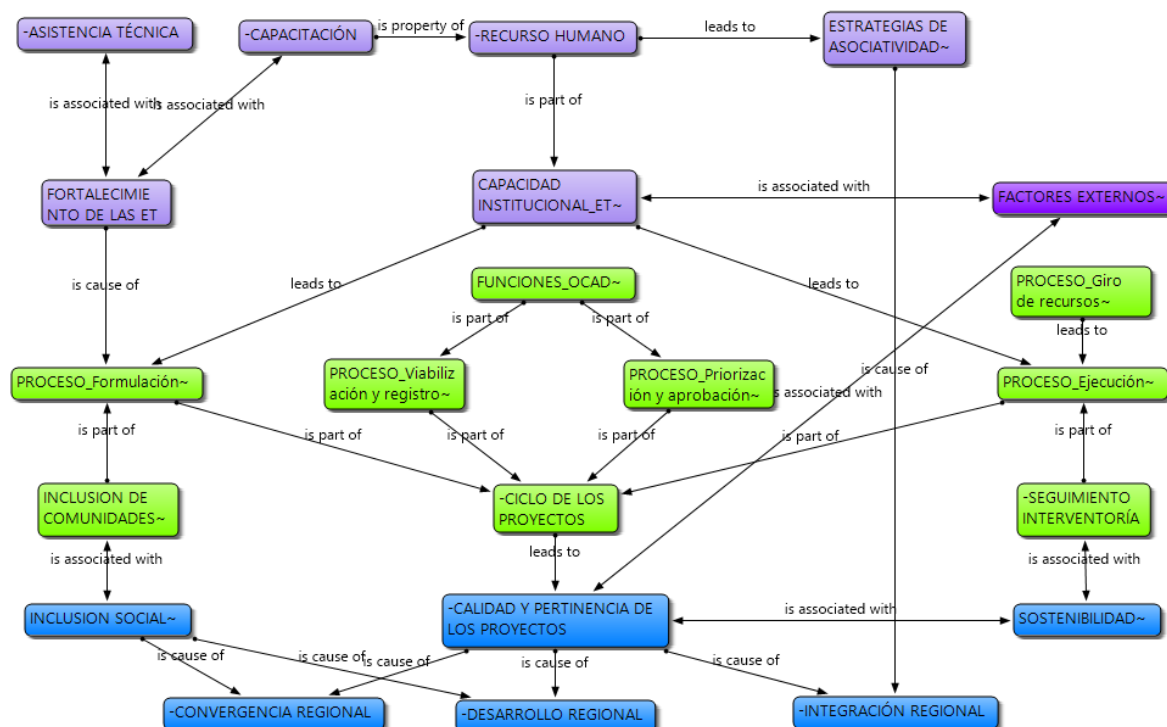 -ASISTENCIA TÉCNICA
-CAPACITACIÓN
is property of
-RECURSO HUMANO
leads to
ESTRATEGIAS DE
ASOCIATIVIDAD~
is associated with
is associated with
is part of
FORTALECIMIE
NTO DE LAS ET
CAPACIDAD
INSTITUCIONAL_ET~
is associated with
FACTORES EXTERNOS~
is cause of
leads to
leads to
FUNCIONES_OCAD~
PROCESO_Giro
de recursos~
is part of
is part of
leads to
PROCESO_Formulación~
PROCESO_Viabiliz
ación y registro~
PROCESO_Priorizac
ión y aprobación~
is cause of
is associated with
PROCESO_Ejecución~
is part of
is part of
is part of
is part of
is part of
is part of
INCLUSION DE
COMUNIDADES~
-CICLO DE LOS
PROYECTOS
-SEGUIMIENTO
INTERVENTORÍA
is associated with
leads to
is associated with
INCLUSION SOCIAL~
-CALIDAD Y PERTINENCIA DE
LOS PROYECTOS
is associated with
SOSTENIBILIDAD~
is cause of
is cause of
is cause of
is cause of
is cause of
-CONVERGENCIA REGIONAL
-DESARROLLO REGIONAL
-INTEGRACIÓN REGIONAL